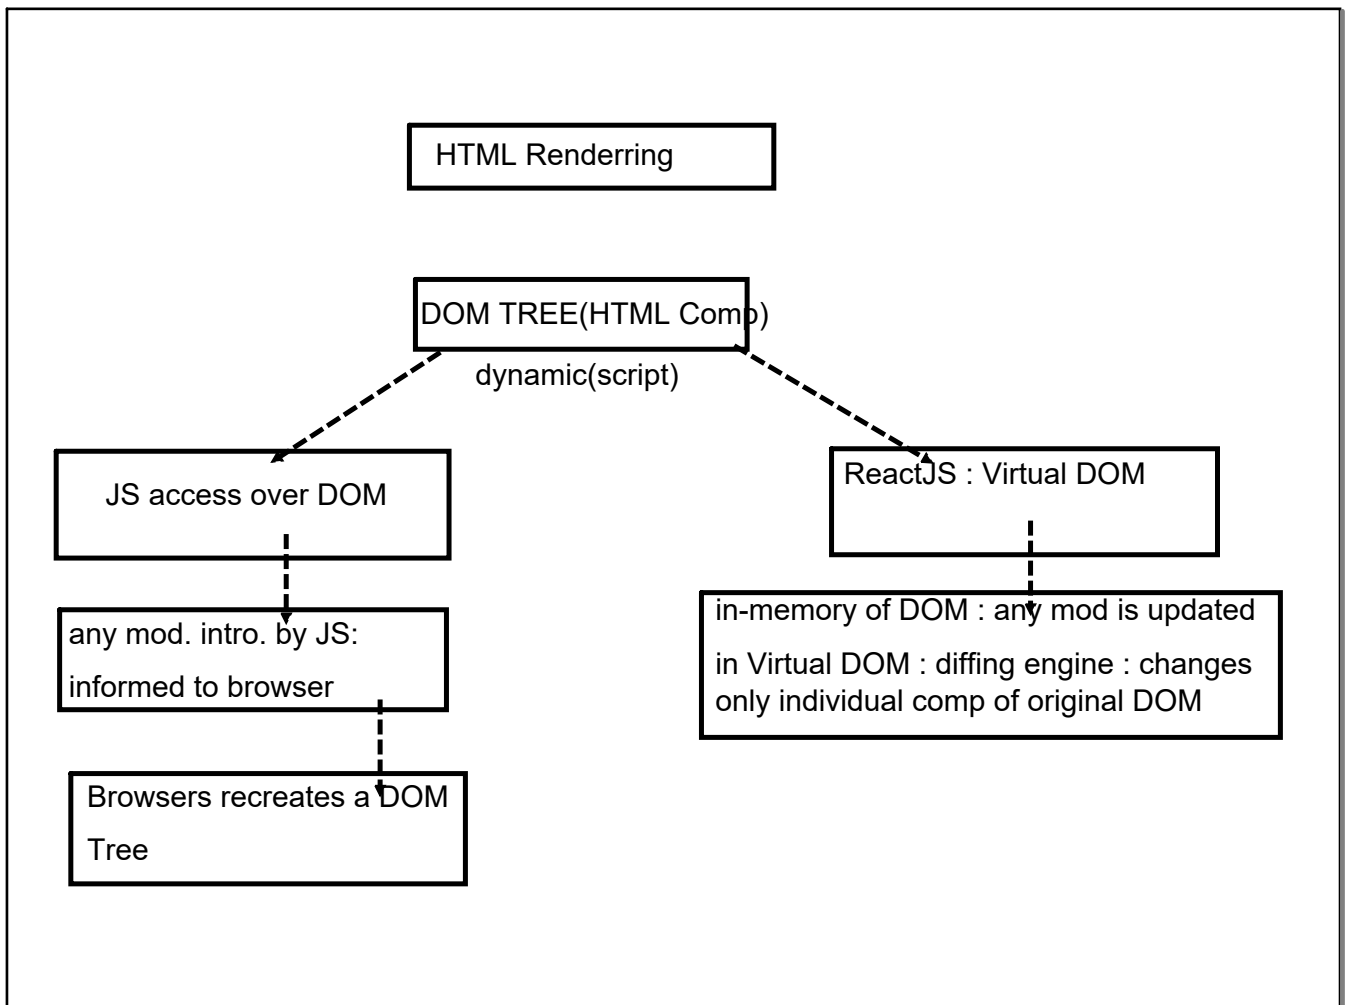 HTML Renderring
DOM TREE(HTML Comp)
dynamic(script)
JS access over DOM
ReactJS : Virtual DOM
any mod. intro. by JS:
informed to browser
in-memory of DOM : any mod is updated
in Virtual DOM : diffing engine : changes
only individual comp of original DOM
Browsers recreates a DOM
Tree